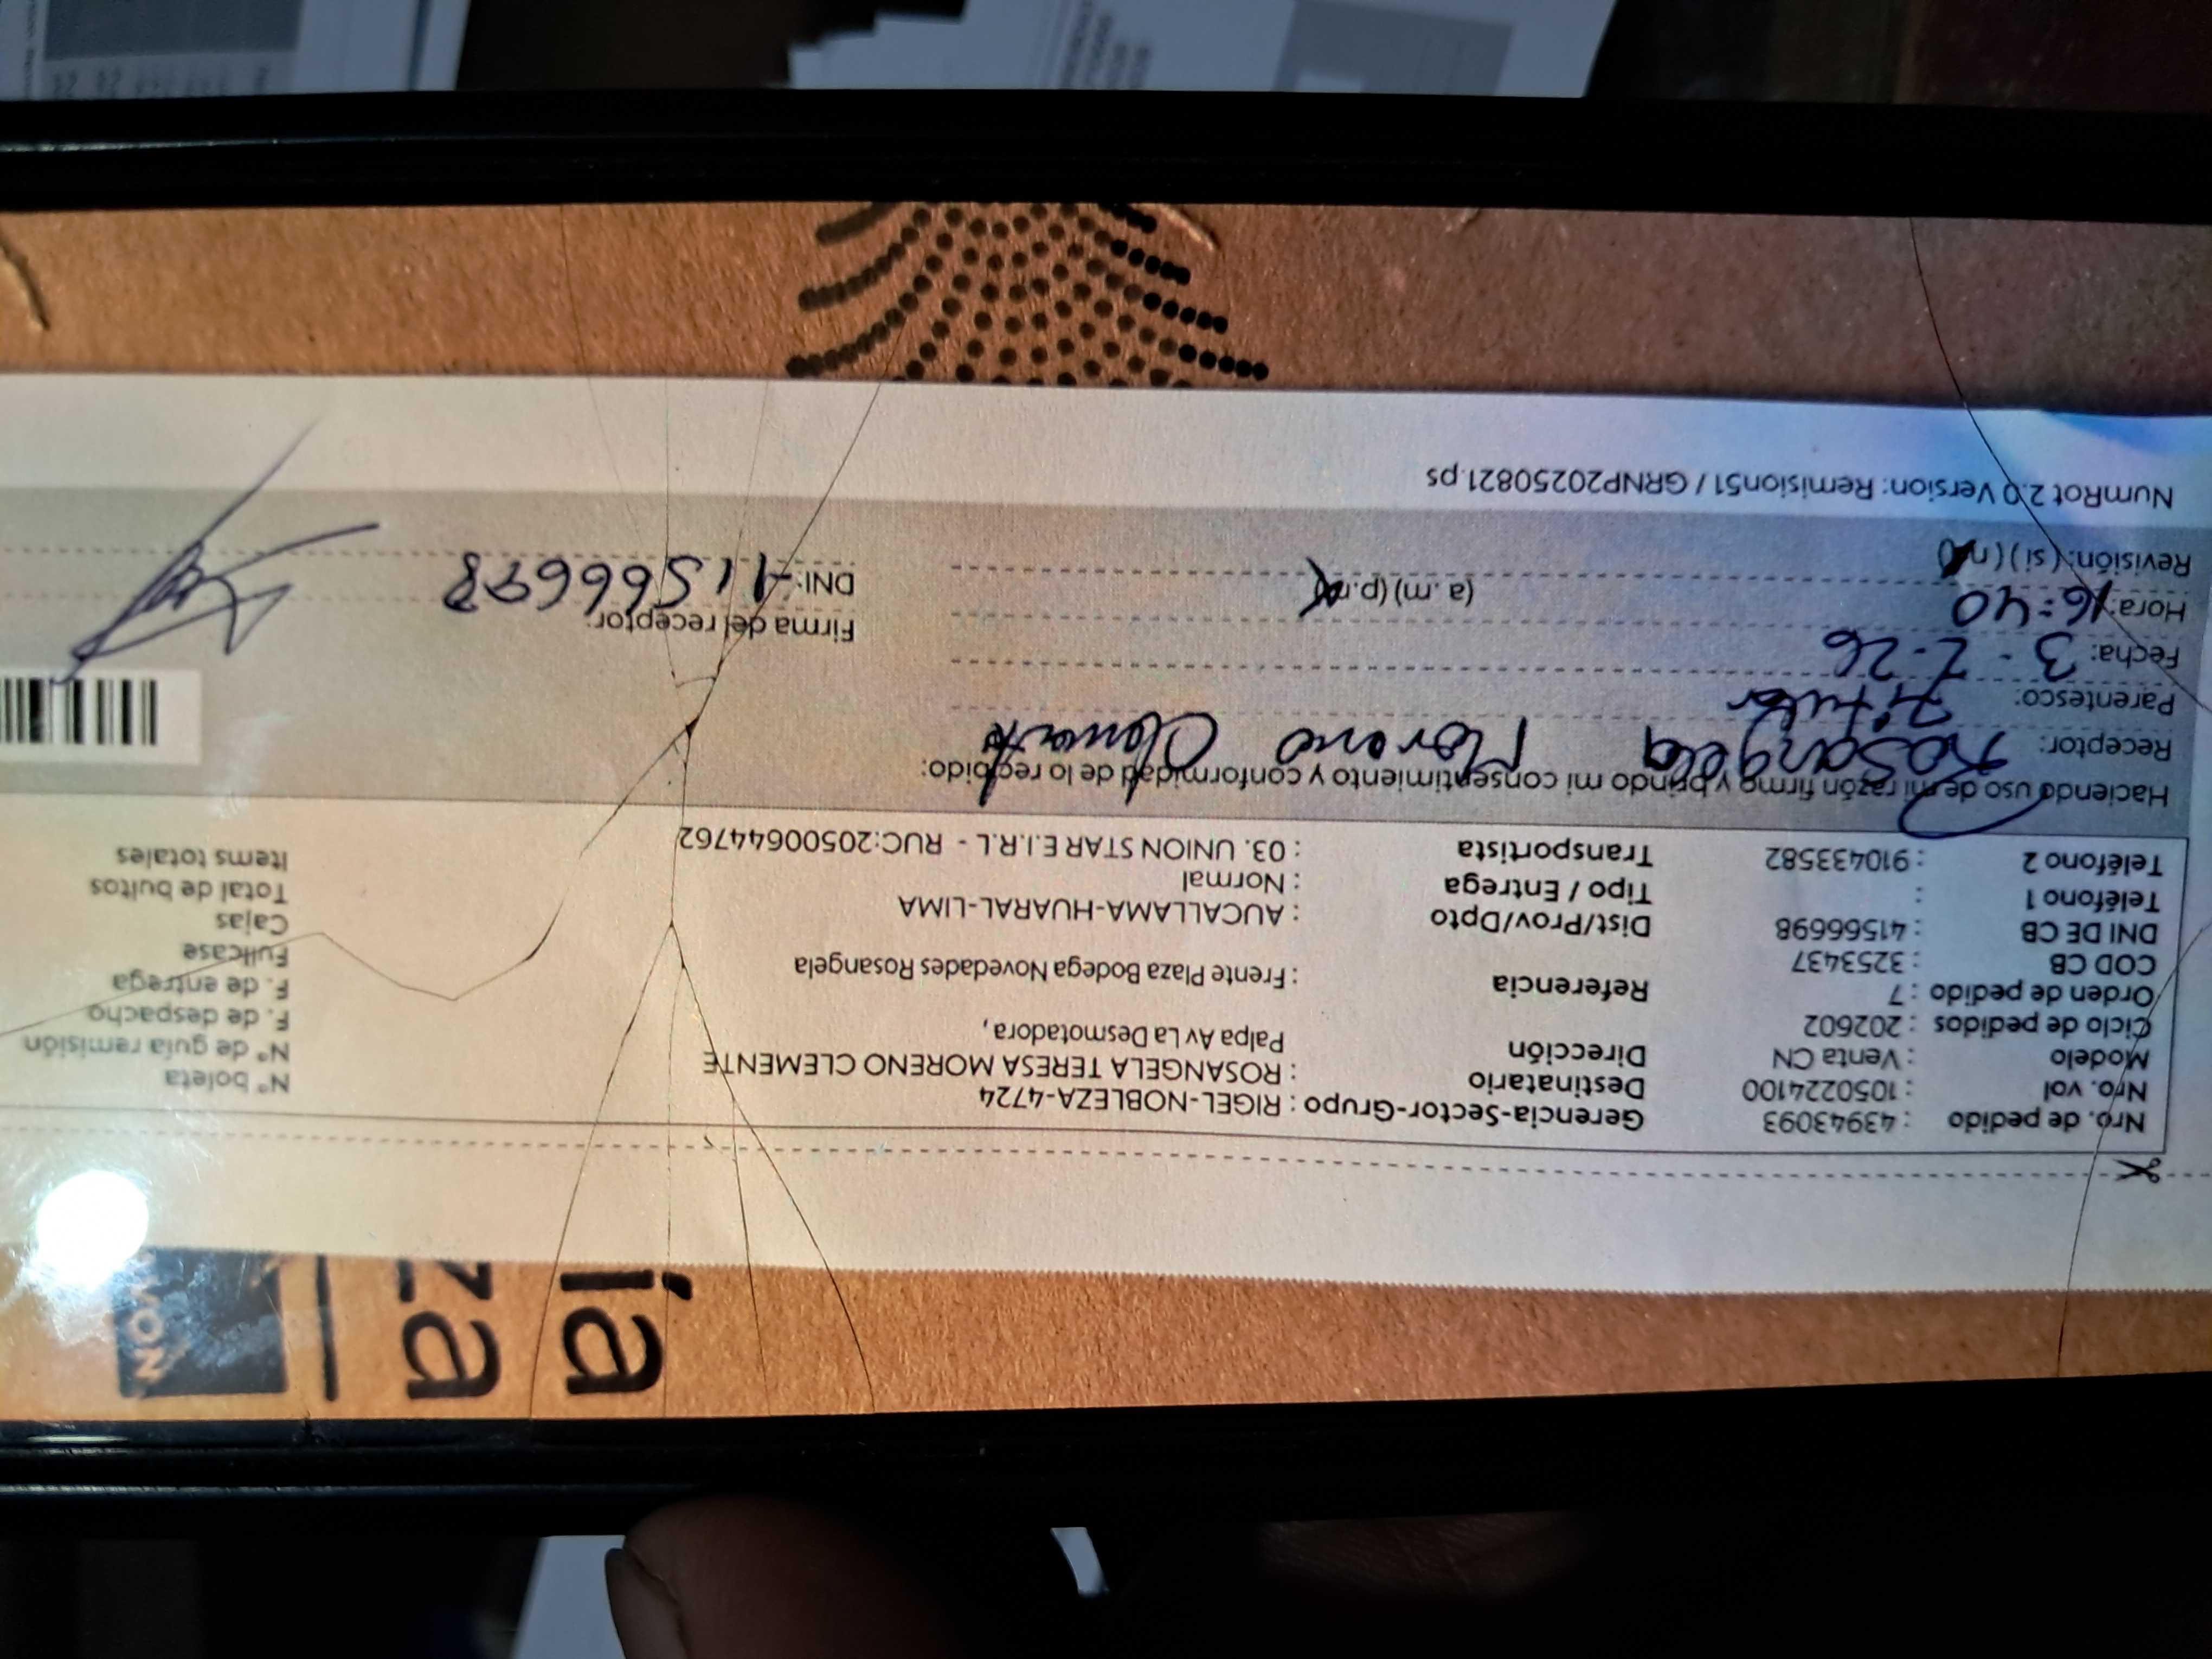 ía
za
Nro. de pedido : 43943093
Nro. vol : 1050224100
Modelo : Venta CN
Ciclo de pedidos : 202602
Orden de pedido : 7
COD CB : 3253437
DNI DE CB : 41566698
Teléfono 1 :
Teléfono 2 : 910433582
Gerencia-Sector-Grupo : RIGEL-NOBLEZA-4724
Destinatario : ROSANGELA TERESA MORENO CLEMENTE
Dirección Palpa Av La Desmotadora,
Referencia : Frente Plaza Bodega Novedades Rosangela
Dist/Prov/Dpto : AUCALLAMA-HUARAL-LIMA
Tipo / Entrega : Normal
Transportista : 03. UNION STAR E.I.R.L - RUC:20500644762
N° boleta
N° de guía remisión
F. de despacho
F. de entrega
Fullcase
Cajas
Total de bultos
Items totales
Haciendo uso de mi razón firmo y brindo mi consentimiento y conformidad de lo recibido:
Receptor: Rosangela Moreno
Parentesco: Titular
Fecha: 3-2-26
Hora: 16:40 (a.m) (p.m)
Revisión: (si) (no)
Firma del receptor:
DNI: 41566698
NumRot 2.0 Version: Remision51 / GRNP20250821.ps